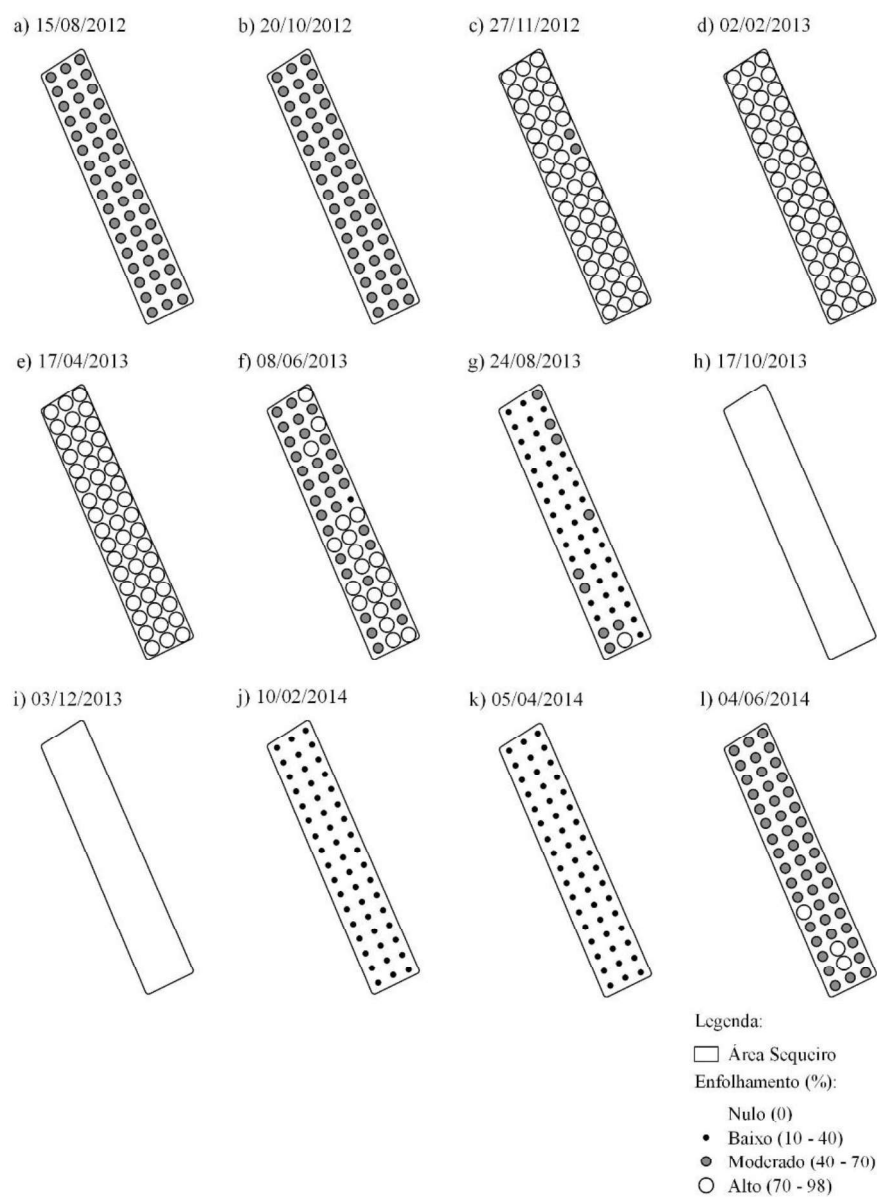 a) 15/08/2012
b) 20/10/2012
c) 27/11/2012
d) 02/02/2013
e) 17/04/2013
f) 08/06/2013
g) 24/08/2013
h) 17/10/2013
i) 03/12/2013
j) 10/02/2014
k) 05/04/2014
l) 04/06/2014
Legenda:
Área Sequeiro
Enfolhamento (%):
Nulo (0)
Baixo (10 - 40)
Moderado (40 - 70)
Alto (70 - 98)